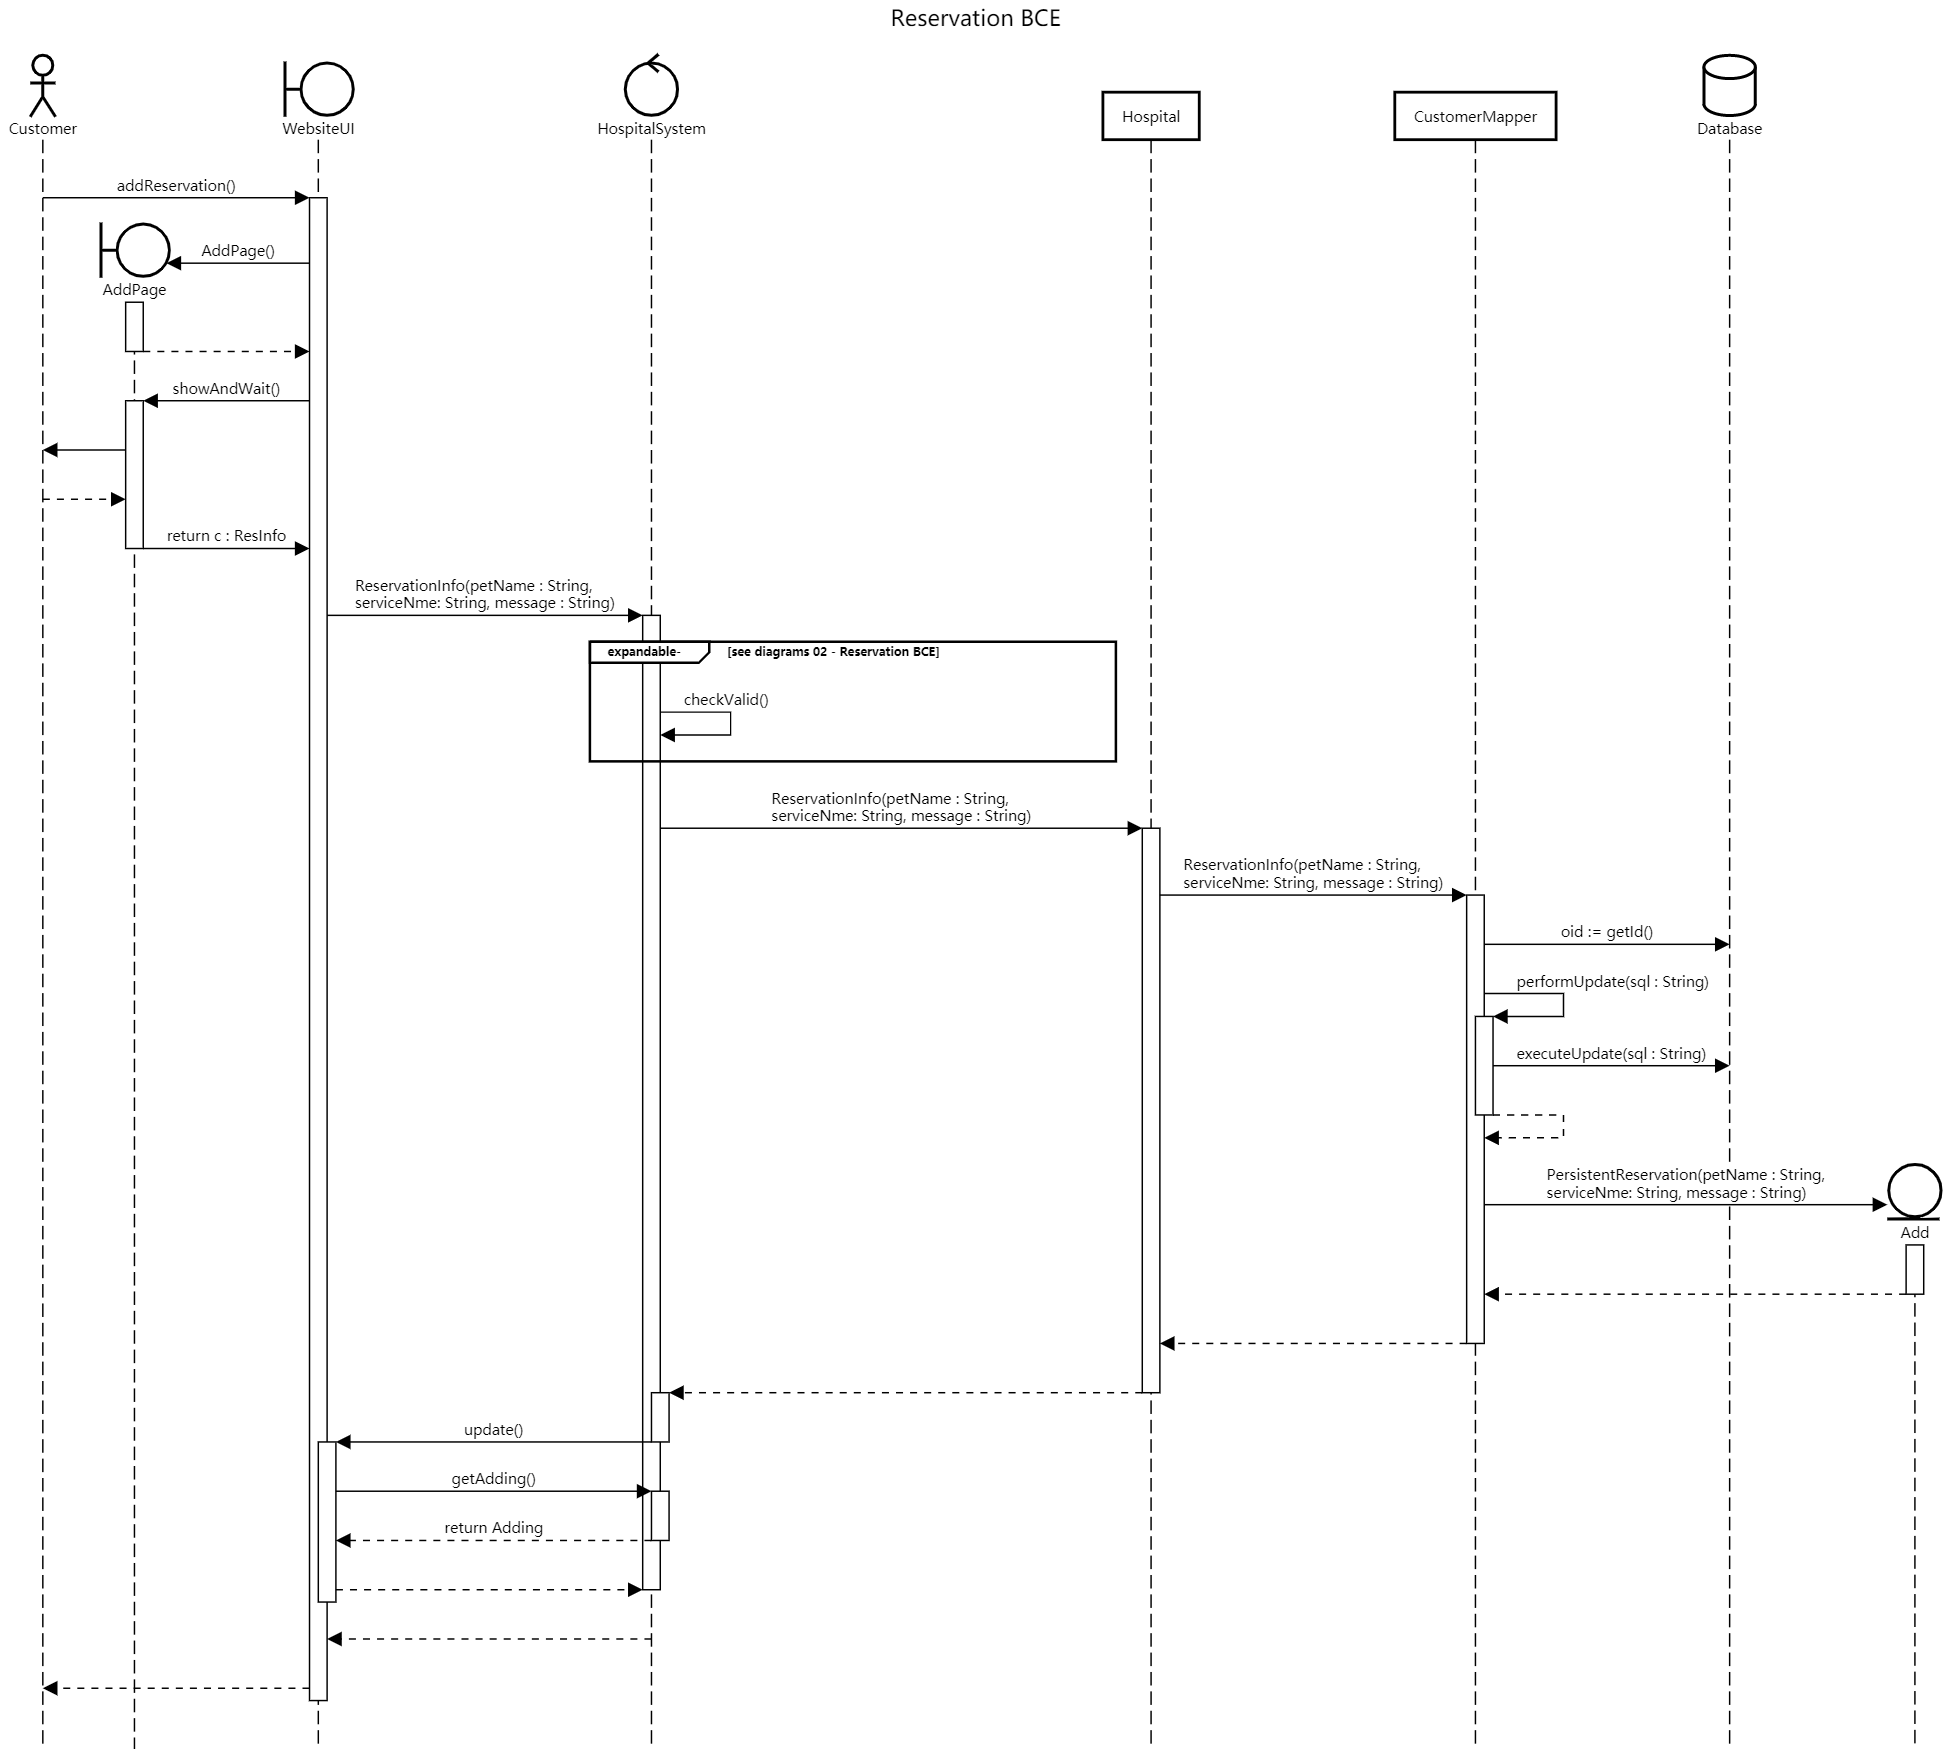 Reservation BCE
Customer
WebsiteUI
HospitalSystem
Hospital
CustomerMapper
Database
addReservation()
AddPage()
AddPage
showAndWait()
return c : ResInfo
ReservationInfo(petName : String,
serviceNme: String, message : String)
expandable-
[see diagrams 02 - Reservation BCE]
checkValid()
ReservationInfo(petName : String,
serviceNme: String, message : String)
ReservationInfo(petName : String,
serviceNme: String, message : String)
oid := getId()
performUpdate(sql : String)
executeUpdate(sql : String)
PersistentReservation(petName : String,
serviceNme: String, message : String)
Add
update()
getAdding()
return Adding